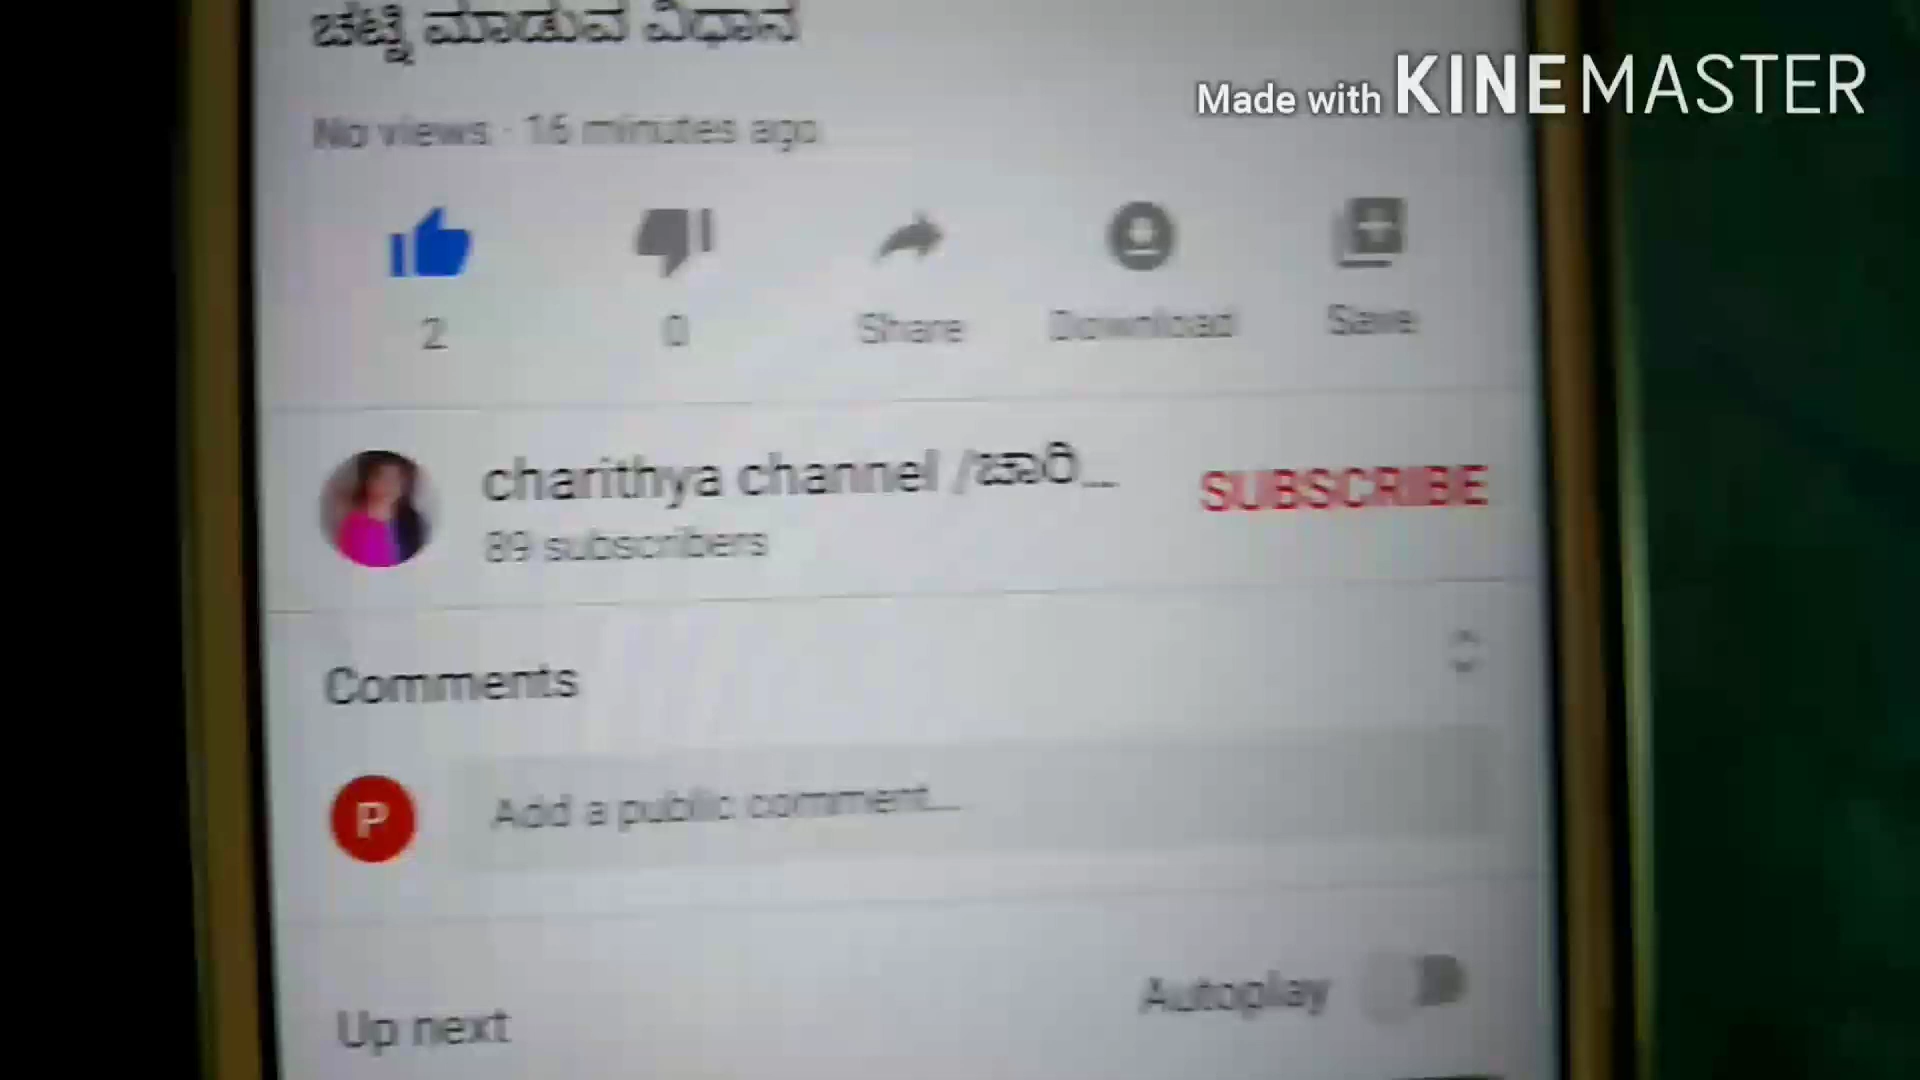 ಚಟ್ನಿ ಮಾಡುವ ವಿಧಾನ
Made with KINEMASTER
No views · 16 minutes ago
2
0
Share
Download
Save
charithya channel /ಚಾರಿ...
SUBSCRIBE
89 subscribers
Comments
P
Add a public comment...
Autoplay
Up next